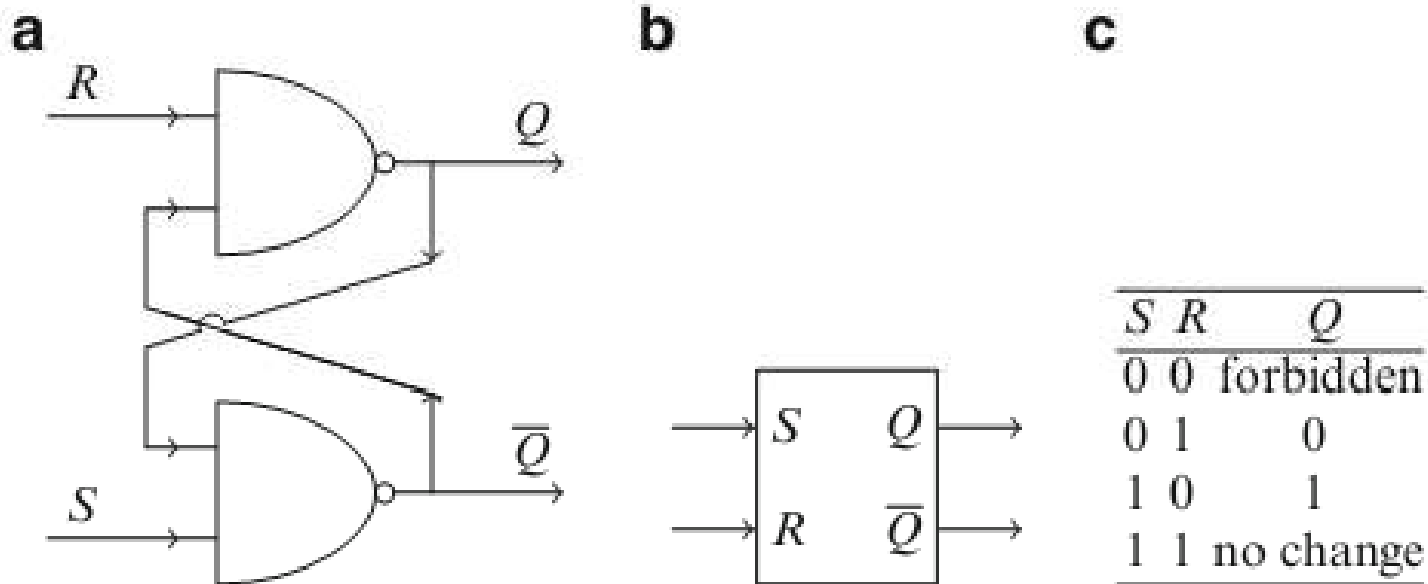 a
R
Q
Q̅
S
b
S Q
R Q̅
c
S R Q
0 0 forbidden
0 1 0
1 0 1
1 1 no change